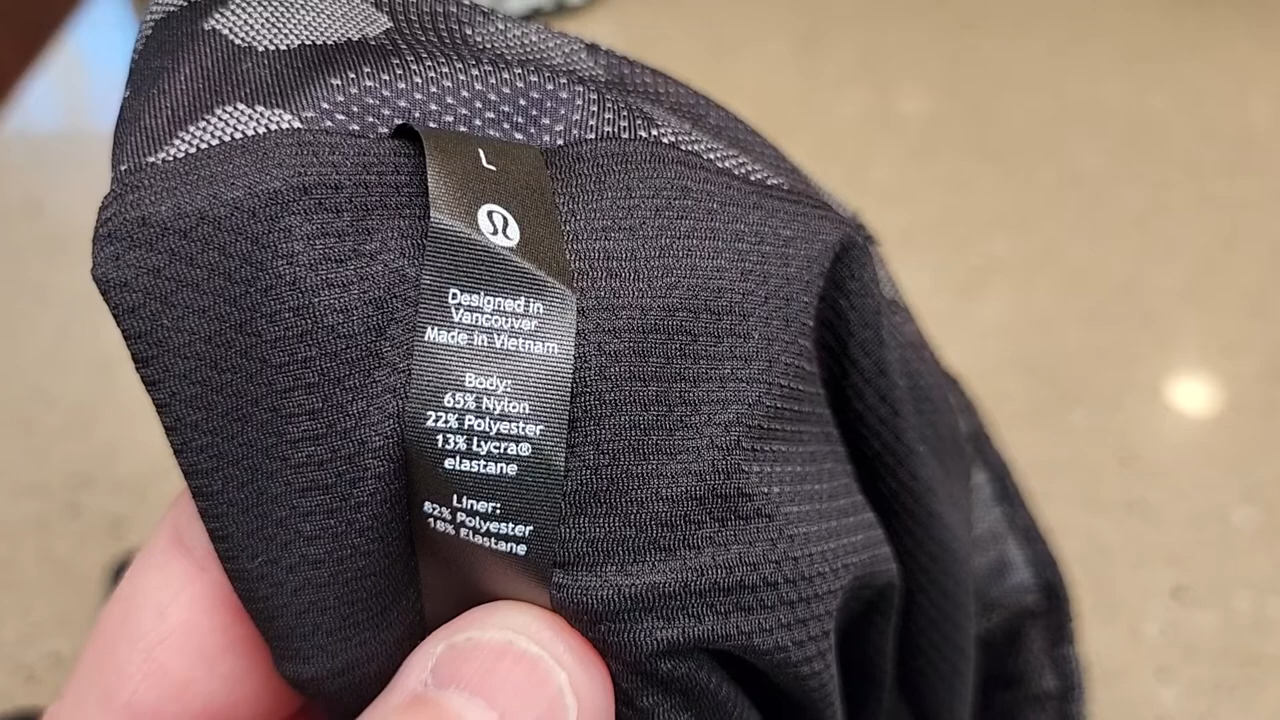 L
Designed in
Vancouver
Made in Vietnam
Body:
65% Nylon
22% Polyester
13% Lycra®
elastane
Liner:
82% Polyester
18% Elastane